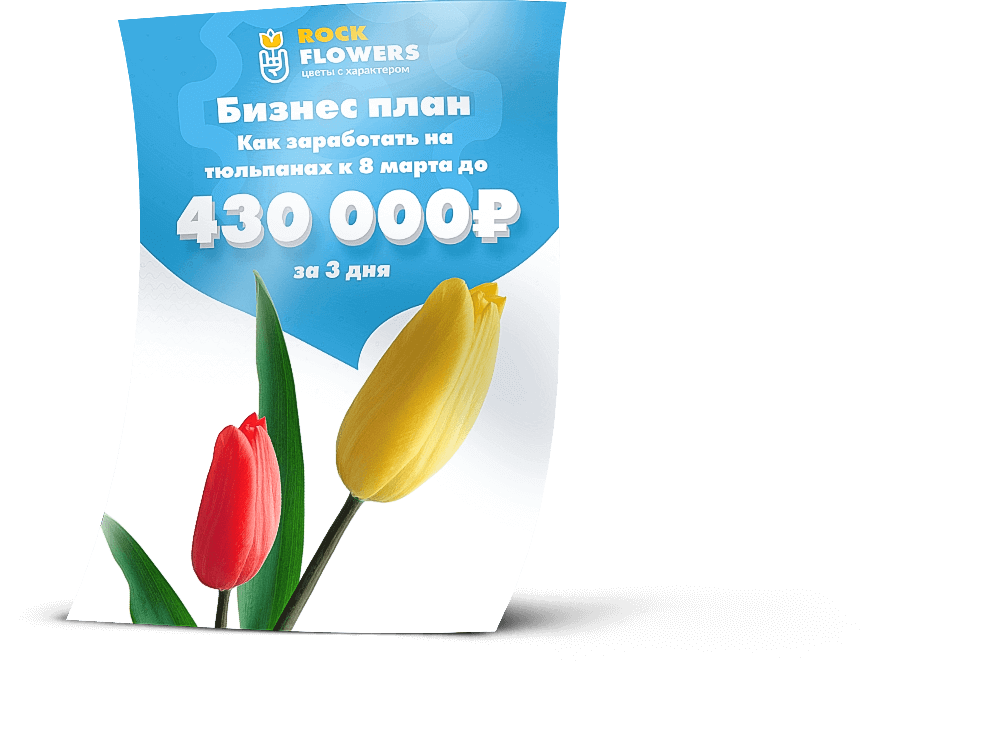 ROCK
FLOWERS
цветы с характером
Бизнес план
Как заработать на
тюльпанах к 8 марта до
430 000₽
за 3 дня